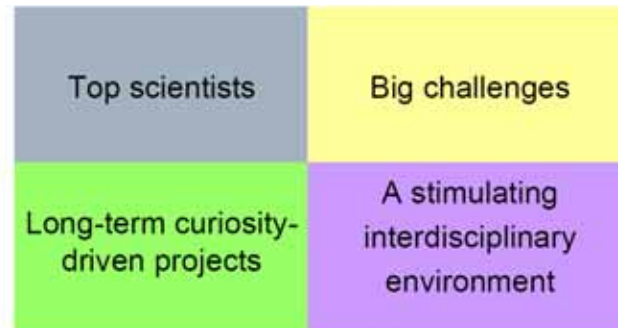 Top scientists
Big challenges
Long-term curiosity-
driven projects
A stimulating
interdisciplinary
environment